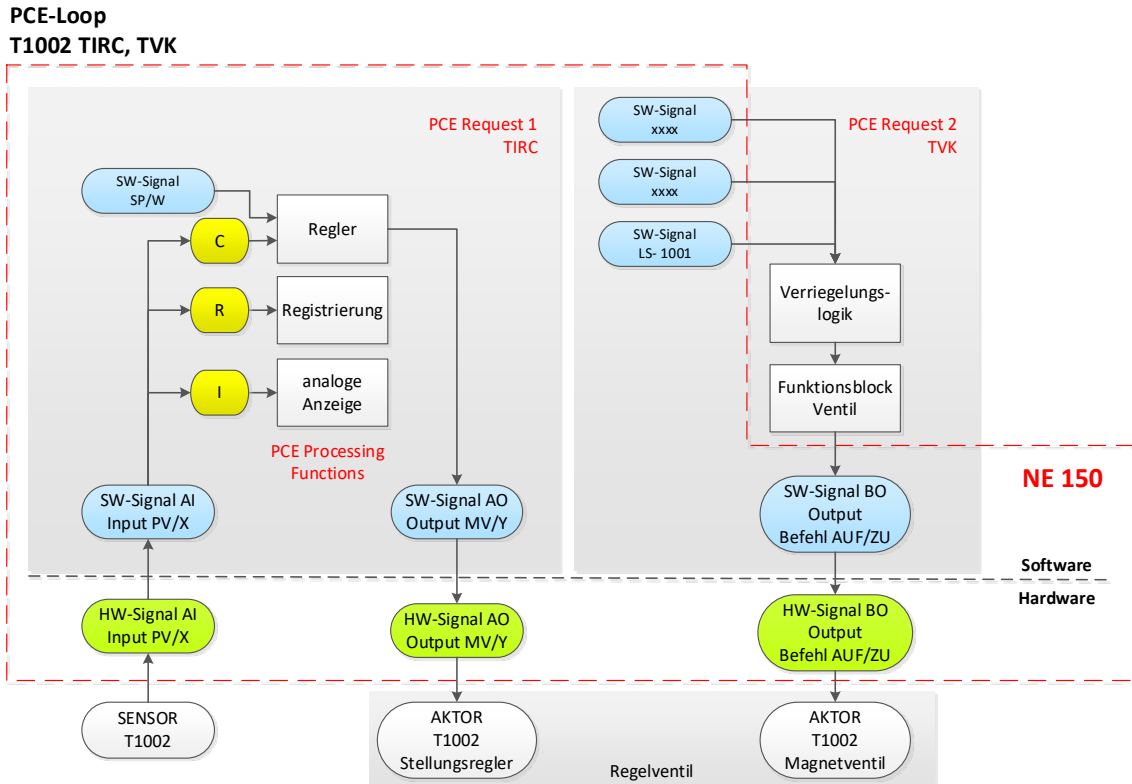 PCE-Loop
T1002 TIRC, TVK
PCE Request 1
TIRC
SW-Signal
SP/W
C
Regler
R
Registrierung
I
analoge
Anzeige
PCE Processing
Functions
SW-Signal AI
Input PV/X
SW-Signal AO
Output MV/Y
PCE Request 2
TVK
SW-Signal
xxxx
SW-Signal
xxxx
SW-Signal
LS- 1001
Verriegelungs-
logik
Funktionsblock
Ventil
SW-Signal BO
Output
Befehl AUF/ZU
NE 150
Software
Hardware
HW-Signal AI
Input PV/X
HW-Signal AO
Output MV/Y
HW-Signal BO
Output
Befehl AUF/ZU
SENSOR
T1002
AKTOR
T1002
Stellungsregler
Regelventil
AKTOR
T1002
Magnetventil